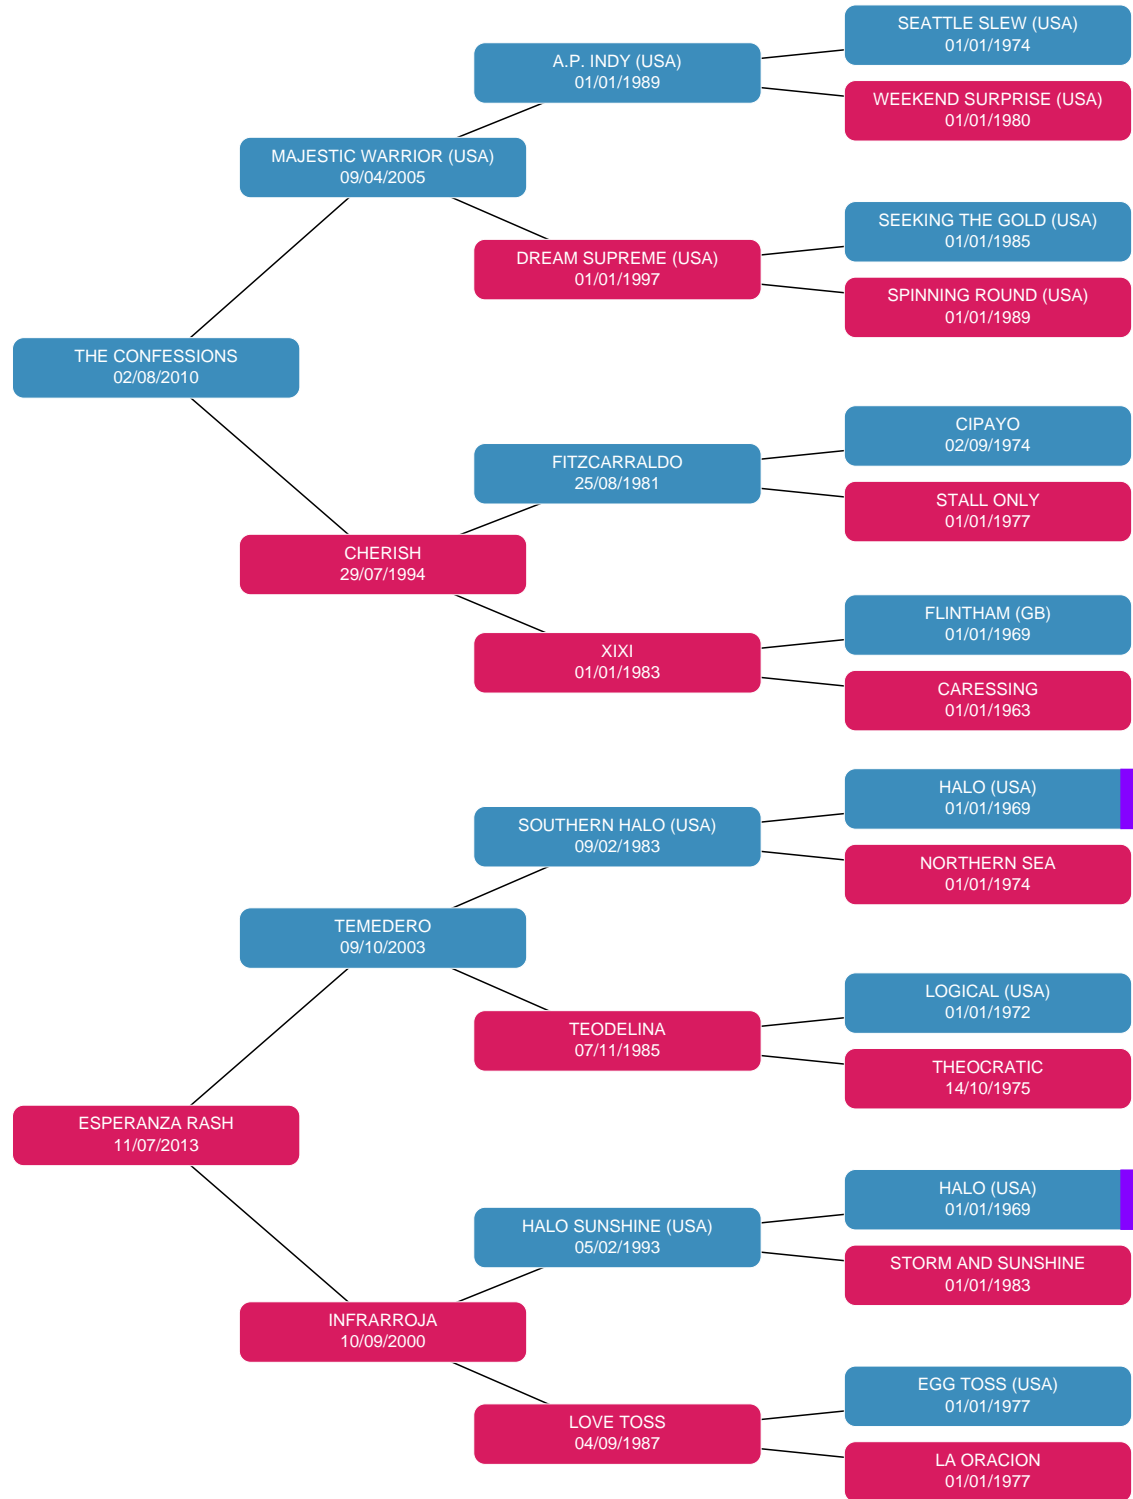 SEATTLE SLEW (USA)
01/01/1974
A.P. INDY (USA)
01/01/1989
WEEKEND SURPRISE (USA)
01/01/1980
MAJESTIC WARRIOR (USA)
09/04/2005
SEEKING THE GOLD (USA)
01/01/1985
DREAM SUPREME (USA)
01/01/1997
SPINNING ROUND (USA)
01/01/1989
THE CONFESSIONS
02/08/2010
CIPAYO
02/09/1974
FITZCARRALDO
25/08/1981
STALL ONLY
01/01/1977
CHERISH
29/07/1994
FLINTHAM (GB)
01/01/1969
XIXI
01/01/1983
CARESSING
01/01/1963
HALO (USA)
01/01/1969
SOUTHERN HALO (USA)
09/02/1983
NORTHERN SEA
01/01/1974
TEMEDERO
09/10/2003
LOGICAL (USA)
01/01/1972
TEODELINA
07/11/1985
THEOCRATIC
14/10/1975
ESPERANZA RASH
11/07/2013
HALO (USA)
01/01/1969
HALO SUNSHINE (USA)
05/02/1993
STORM AND SUNSHINE
01/01/1983
INFRARROJA
10/09/2000
EGG TOSS (USA)
01/01/1977
LOVE TOSS
04/09/1987
LA ORACION
01/01/1977